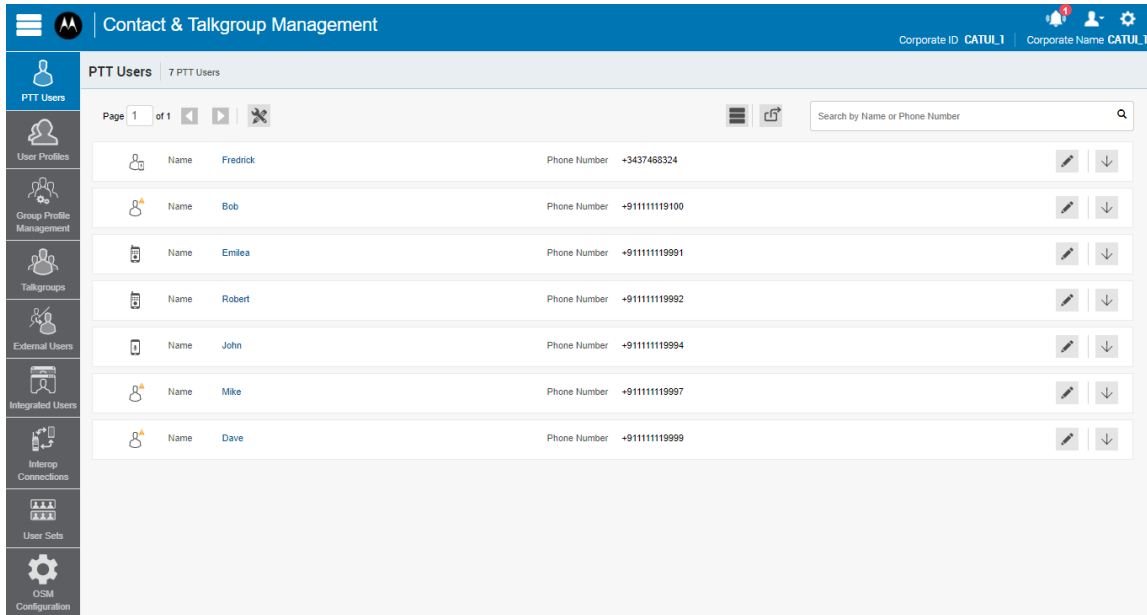 Contact & Talkgroup Management
1
Corporate ID CATUI_1 Corporate Name CATUI_1
PTT Users
User Profiles
Group Profile
Management
Talkgroups
External Users
Integrated Users
Interop
Connections
User Sets
OSM
Configuration
PTT Users 7 PTT Users
Page 1 of 1
Search by Name or Phone Number
Name Fredrick Phone Number +3437468324
Name Bob Phone Number +911111119100
Name Emilea Phone Number +911111119991
Name Robert Phone Number +911111119992
Name John Phone Number +911111119994
Name Mike Phone Number +911111119997
Name Dave Phone Number +911111119999